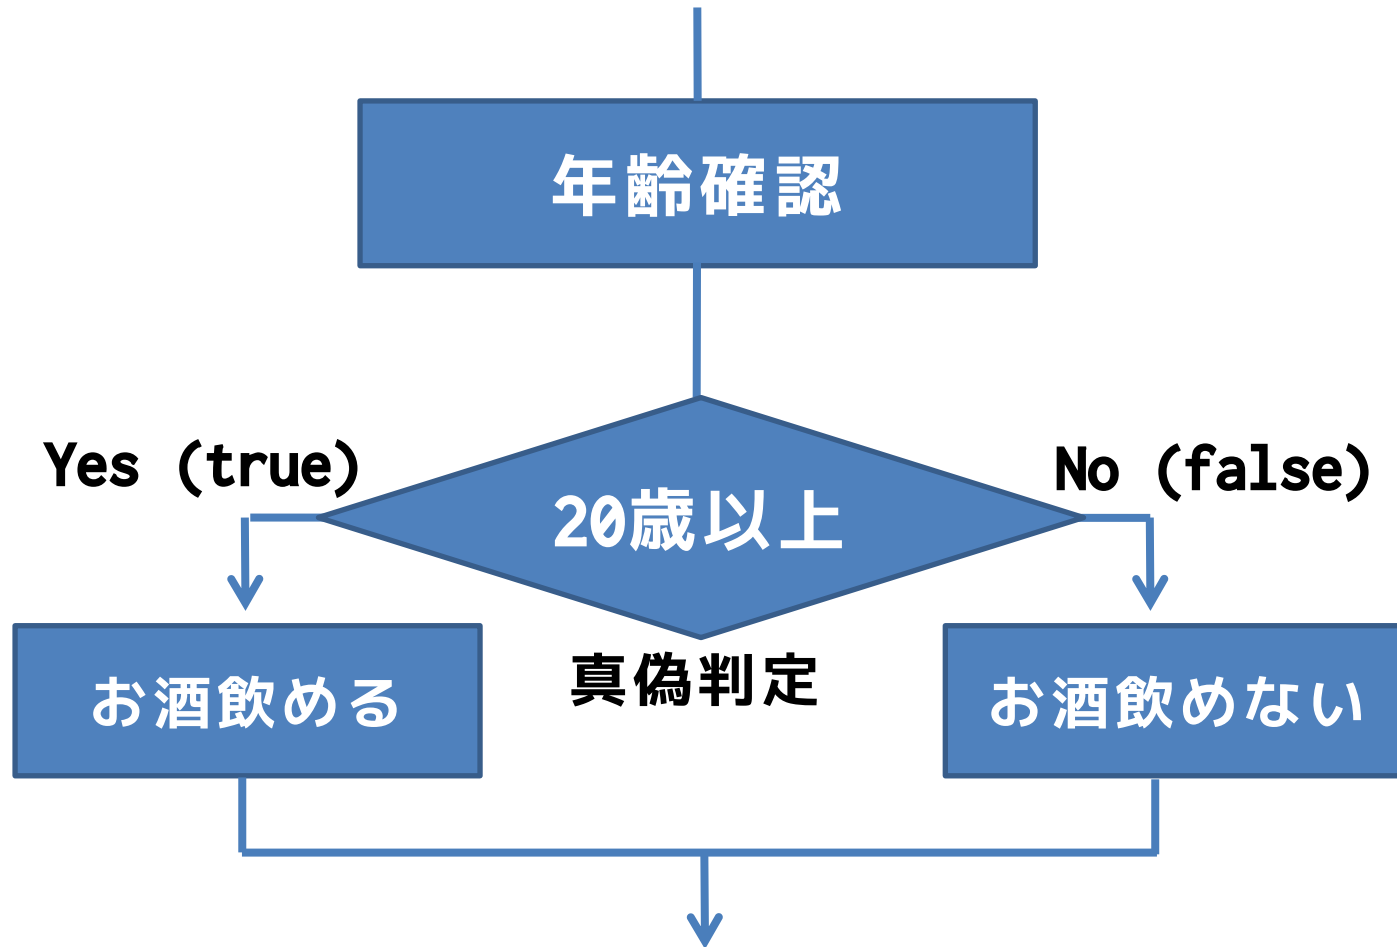 年齢確認
Yes (true)
No (false)
20歳以上
真偽判定
お酒飲める
お酒飲めない